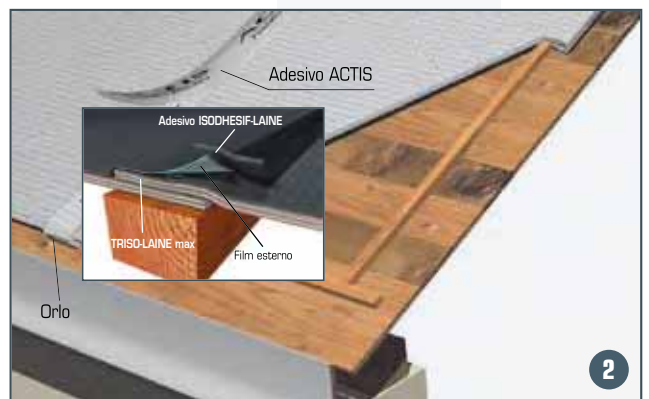 Adesivo ACTIS
Adesivo ISODHESIF-LAINE
TRISO-LAINE max
Film esterno
Orlo
2